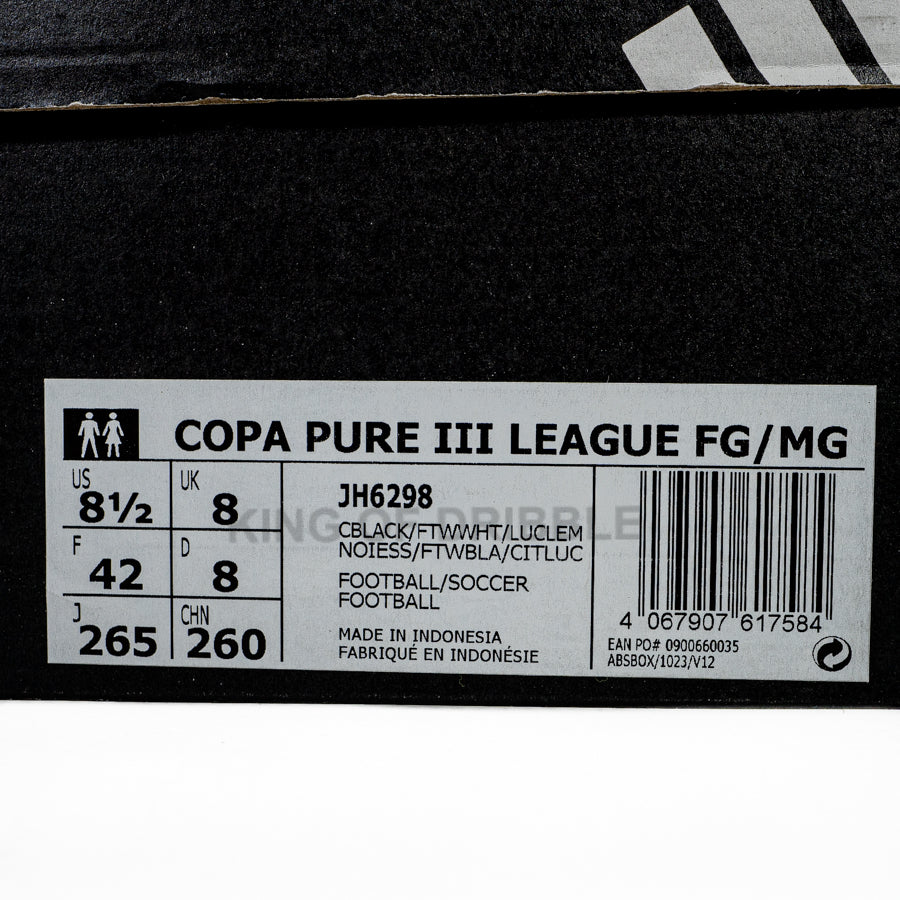 COPA PURE III LEAGUE FG/MG
US
8½
UK
8
F
42
D
8
J
265
CHN
260
JH6298
CBLACK/FTWWHT/LUCLEM
NOIESS/FTWBLA/CITLUC
FOOTBALL/SOCCER
FOOTBALL
MADE IN INDONESIA
FABRIQUÉ EN INDONÉSIE
4 067907 617584
EAN PO# 0900660035
ABSBOX/1023/V12
KING OF DRIBBLE